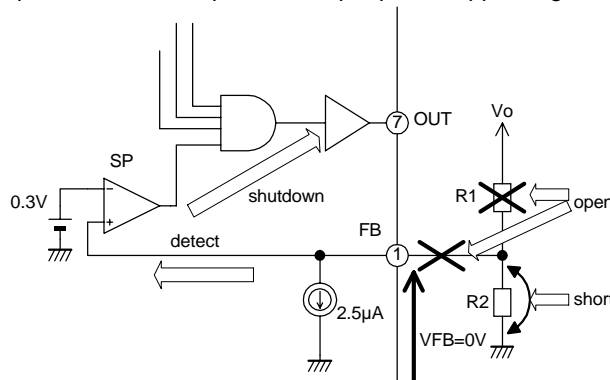 SP
0.3V
shutdown
7 OUT
Vo
R1
open
detect
FB
1
2.5µA
R2
short
VFB=0V